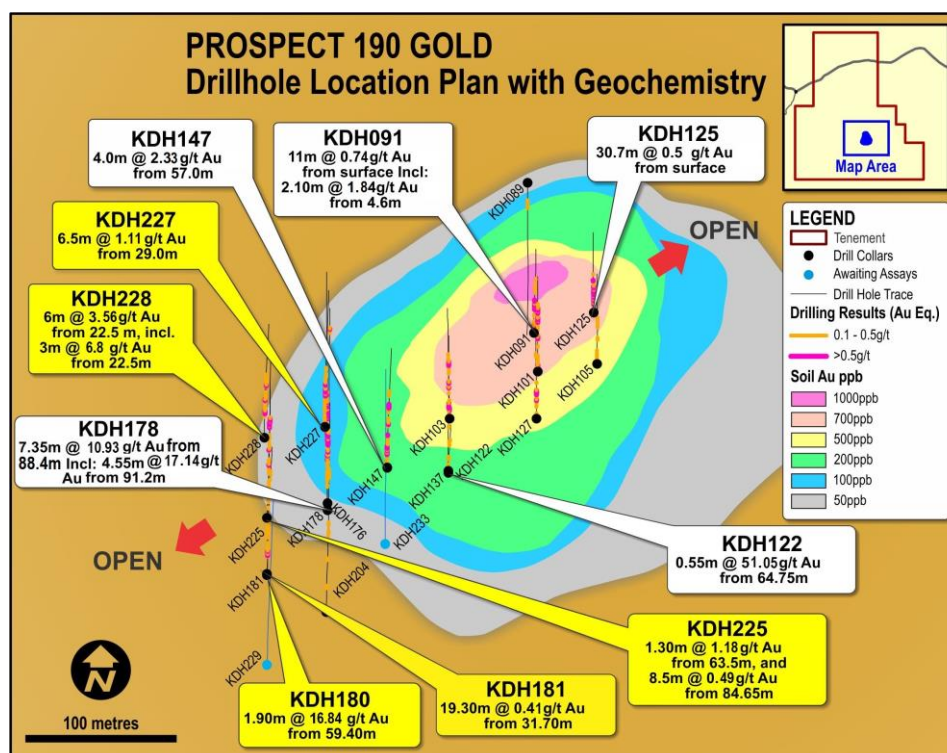 PROSPECT 190 GOLD
Drillhole Location Plan with Geochemistry
Map Area
KDH147
4.0m @ 2.33 g/t Au
from 57.0m
KDH091
11m @ 0.74g/t Au
from surface Incl:
2.10m @ 1.84g/t Au
from 4.6m
KDH125
30.7m @ 0.5 g/t Au
from surface
KDH227
6.5m @ 1.11g/t Au
from 29.0m
KDH228
6m @ 3.56g/t Au
from 22.5 m, incl.
3m @ 6.8 g/t Au
from 22.5m
KDH178
7.35m @ 10.93 g/t Au from
88.4m Incl: 4.55m @ 17.14g/t
Au from 91.2m
OPEN
LEGEND
Tenement
Drill Collars
Awaiting Assays
Drill Hole Trace
Drilling Results (Au Eq.)
0.1 - 0.5g/t
>0.5g/t
Soil Au ppb
1000ppb
700ppb
500ppb
200ppb
100ppb
50ppb
KDH089
KDH091
KDH125
KDH101
KDH105
KDH103
KDH127
KDH228
KDH227
KDH147
KDH137
KDH122
KDH178
KDH176
KDH233
KDH225
KDH181
KDH204
KDH229
OPEN
KDH122
0.55m @ 51.05g/t Au
from 64.75m
KDH225
1.30m @ 1.18g/t Au
from 63.5m, and
8.5m @ 0.49g/t Au
from 84.65m
KDH181
19.30m @ 0.41g/t Au
from 31.70m
KDH180
1.90m @ 16.84 g/t Au
from 59.40m
N
100 metres